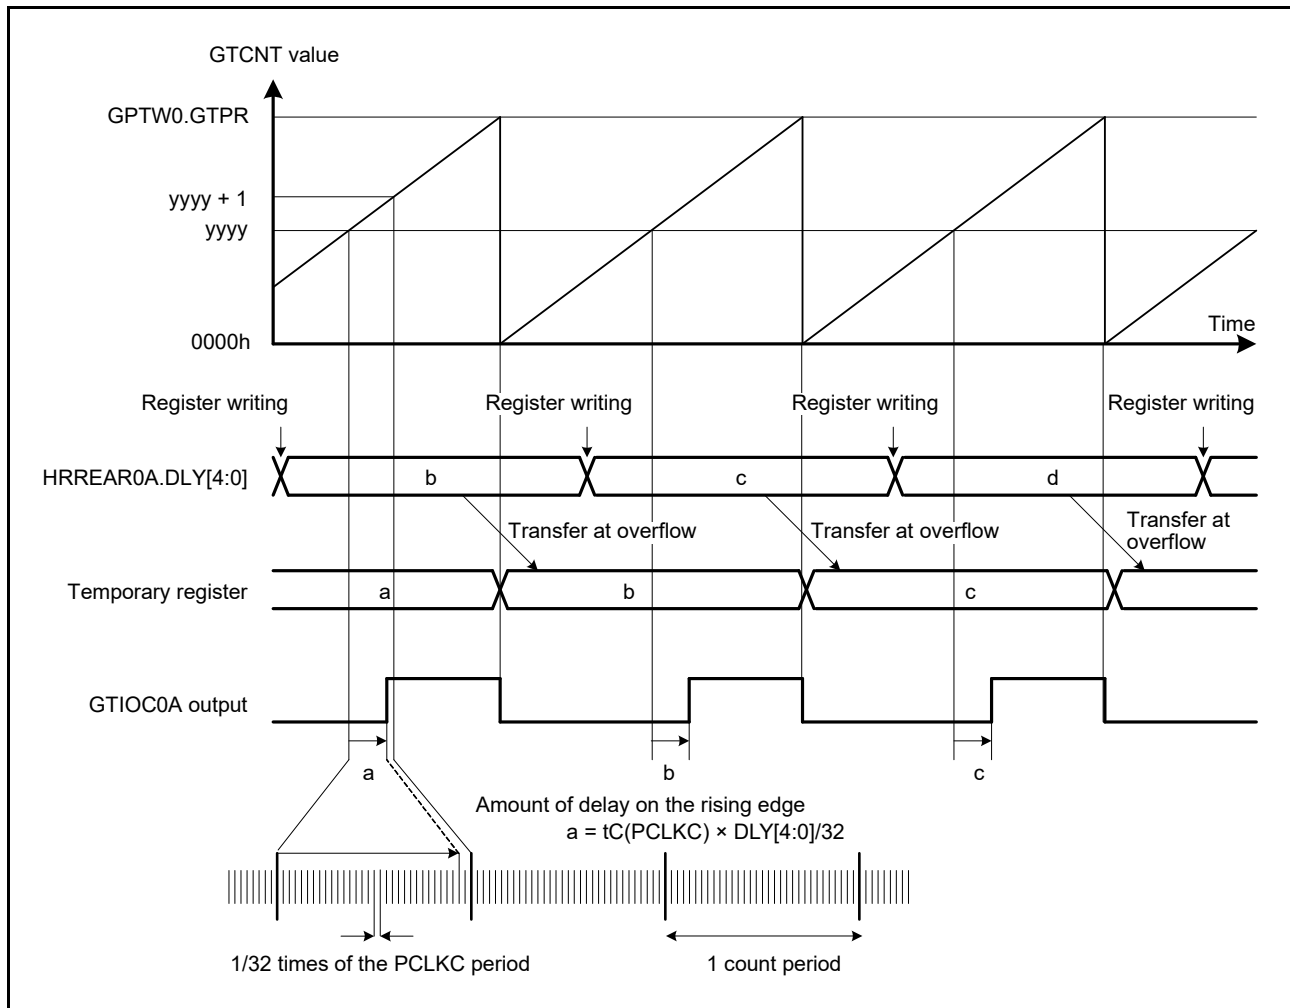 GTCNT value
GPTW0.GTPR
yyyy + 1
yyyy
0000h
Time
Register writing
Register writing
Register writing
Register writing
HRREAR0A.DLY[4:0]
b
c
d
Transfer at overflow
Transfer at overflow
Transfer at
overflow
Temporary register
a
b
c
GTIOC0A output
a
b
c
Amount of delay on the rising edge
a = tC(PCLKC) × DLY[4:0]/32
1/32 times of the PCLKC period
1 count period